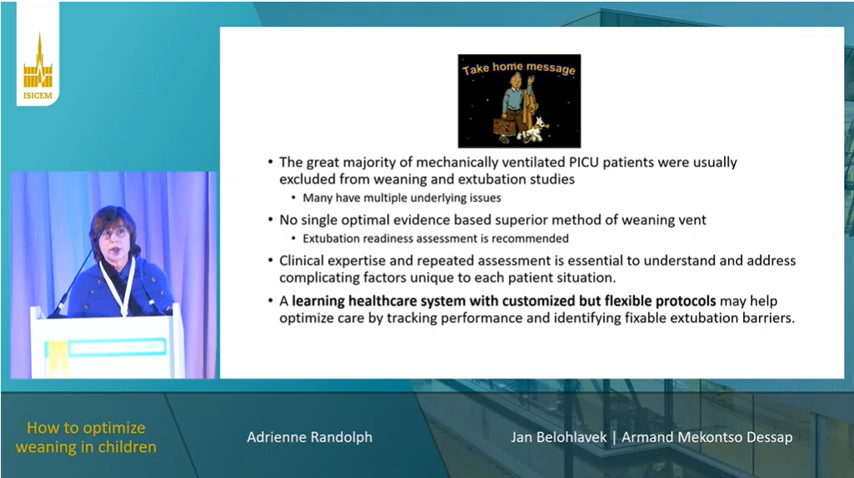 ISICEM
Take home message
• The great majority of mechanically ventilated PICU patients were usually
excluded from weaning and extubation studies
• Many have multiple underlying issues
• No single optimal evidence based superior method of weaning vent
• Extubation readiness assessment is recommended
• Clinical expertise and repeated assessment is essential to understand and address
complicating factors unique to each patient situation.
• A learning healthcare system with customized but flexible protocols may help
optimize care by tracking performance and identifying fixable extubation barriers.
How to optimize
weaning in children
Adrienne Randolph
Jan Belohlavek | Armand Mekontso Dessap